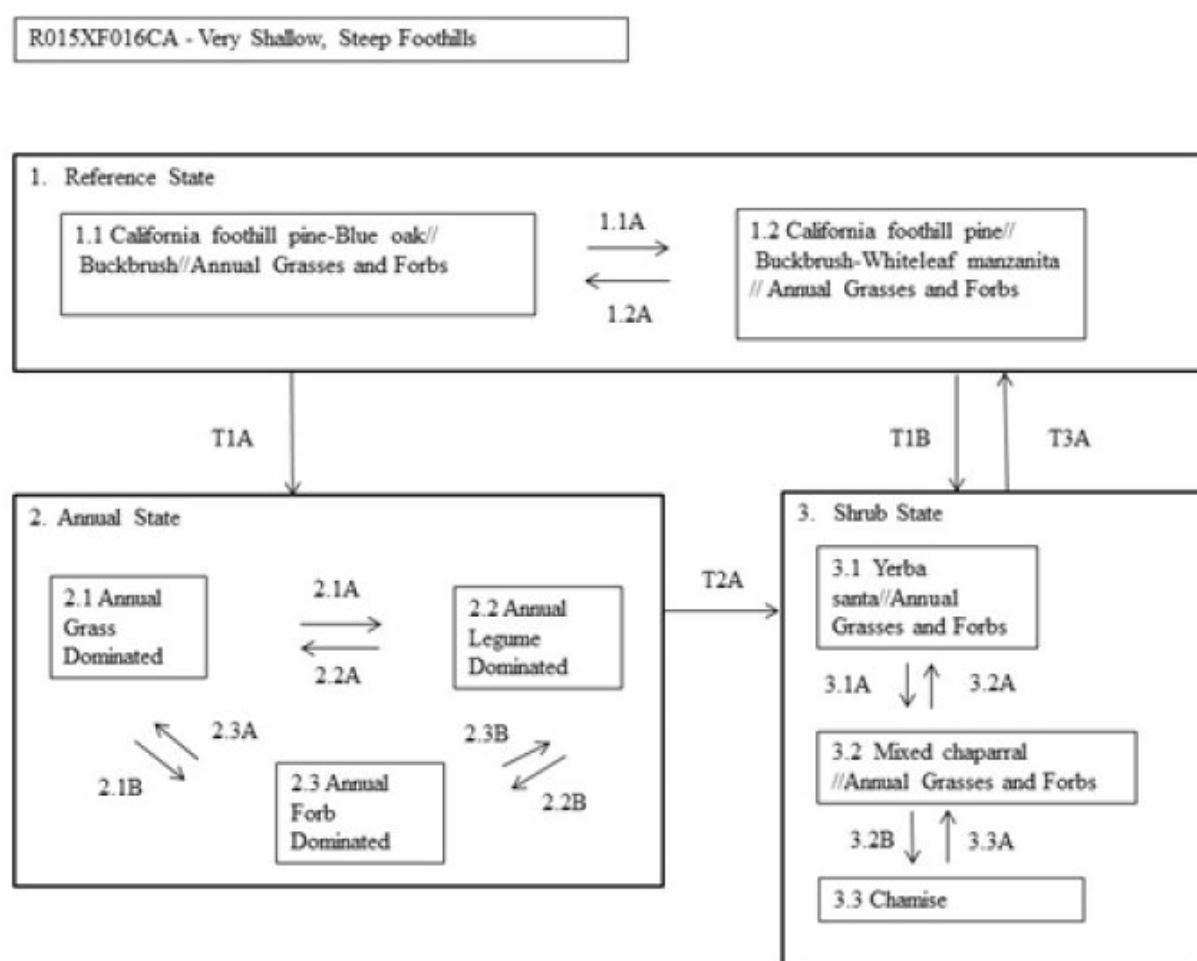 R015XF016CA - Very Shallow, Steep Foothills
1. Reference State
1.1 California foothill pine-Blue oak//
Buckbrush//Annual Grasses and Forbs
1.1A
1.2A
1.2 California foothill pine//
Buckbrush-Whiteleaf manzanita
// Annual Grasses and Forbs
T1A
T1B
T3A
2. Annual State
2.1 Annual
Grass
Dominated
2.1A
2.2A
2.2 Annual
Legume
Dominated
2.3A
2.1B
2.3B
2.2B
2.3 Annual
Forb
Dominated
T2A
3. Shrub State
3.1 Yerba
santa//Annual
Grasses and Forbs
3.1A
3.2A
3.2 Mixed chaparral
//Annual Grasses and Forbs
3.2B
3.3A
3.3 Chamise